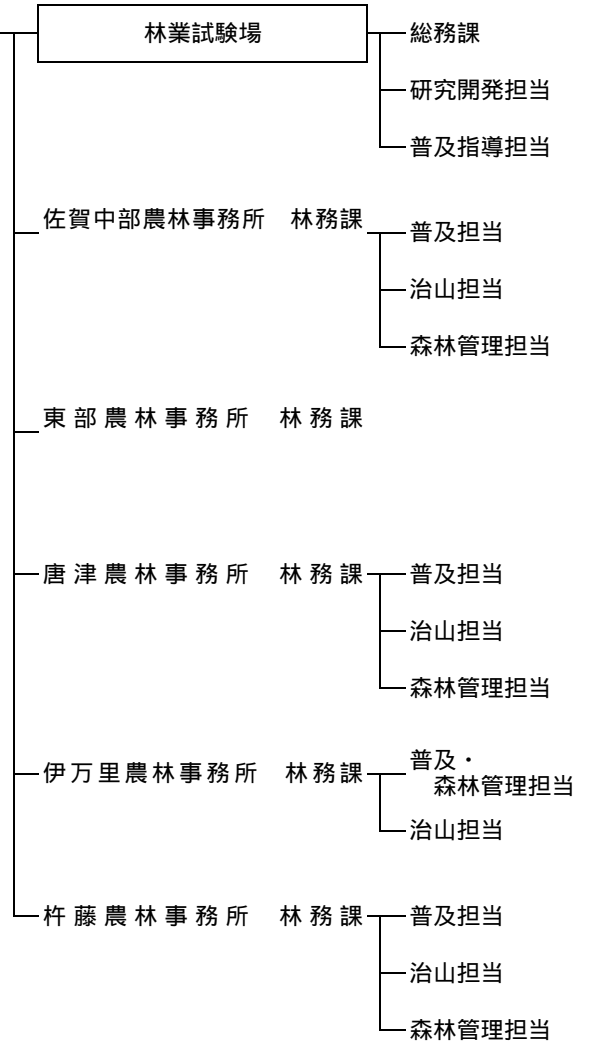 林業試験場
総務課
研究開発担当
普及指導担当
佐賀中部農林事務所　林務課
普及担当
治山担当
森林管理担当
東部農林事務所　林務課
唐津農林事務所　林務課
普及担当
治山担当
森林管理担当
伊万里農林事務所　林務課
普及・
森林管理担当
治山担当
杵藤農林事務所　林務課
普及担当
治山担当
森林管理担当